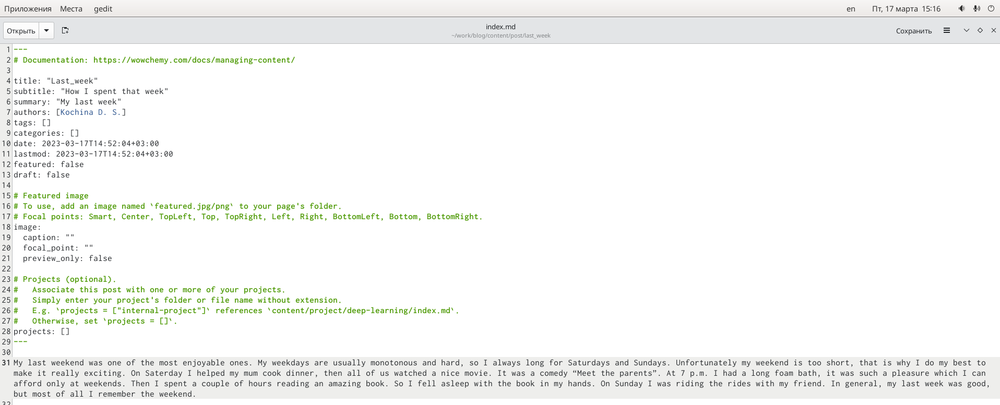 Приложения Места gedit en Пт, 17 марта 15:16
Открыть index.md Сохранить
~/work/blog/content/post/last_week
1 ---
2 # Documentation: https://wowchemy.com/docs/managing-content/
3
4 title: "Last_week"
5 subtitle: "How I spent that week"
6 summary: "My last week"
7 authors: [Kochina D. S.]
8 tags: []
9 categories: []
10 date: 2023-03-17T14:52:04+03:00
11 lastmod: 2023-03-17T14:52:04+03:00
12 featured: false
13 draft: false
14
15 # Featured image
16 # To use, add an image named `featured.jpg/png` to your page's folder.
17 # Focal points: Smart, Center, TopLeft, Top, TopRight, Left, Right, BottomLeft, Bottom, BottomRight.
18 image:
19   caption: ""
20   focal_point: ""
21   preview_only: false
22
23 # Projects (optional).
24 #   Associate this post with one or more of your projects.
25 #   Simply enter your project's folder or file name without extension.
26 #   E.g. `projects = ["internal-project"]` references `content/project/deep-learning/index.md`.
27 #   Otherwise, set `projects = []`.
28 projects: []
29 ---
30
31 My last weekend was one of the most enjoyable ones. My weekdays are usually monotonous and hard, so I always long for Saturdays and Sundays. Unfortunately my weekend is too short, that is why I do my best to
make it really exciting. On Saterday I helped my mum cook dinner, then all of us watched a nice movie. It was a comedy “Meet the parents”. At 7 p.m. I had a long foam bath, it was such a pleasure which I can
afford only at weekends. Then I spent a couple of hours reading an amazing book. So I fell asleep with the book in my hands. On Sunday I was riding the rides with my friend. In general, my last week was good,
but most of all I remember the weekend.
32